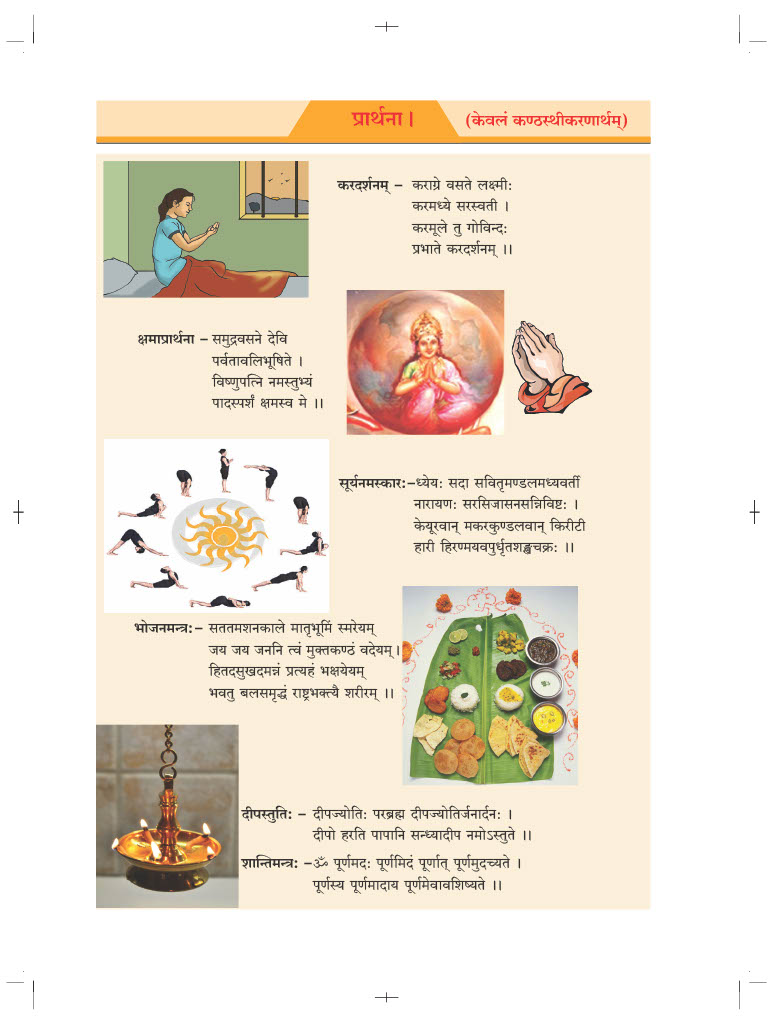 प्रार्थना ।
(केवलं कण्ठस्थीकरणार्थम्)
करदर्शनम् – कराग्रे वसते लक्ष्मीः
करमध्ये सरस्वती ।
करमूले तु गोविन्दः
प्रभाते करदर्शनम् ।।
क्षमाप्रार्थना – समुद्रवसने देवि
पर्वतावलिभूषिते ।
विष्णुपत्नि नमस्तुभ्यं
पादस्पर्शं क्षमस्व मे ।।
सूर्यनमस्कारः–ध्येयः सदा सवितृमण्डलमध्यवर्ती
नारायणः सरसिजासनसन्निविष्टः ।
केयूरवान् मकरकुण्डलवान् किरीटी
हारी हिरण्मयवपुर्धृतशङ्खचक्रः ।।
भोजनमन्त्रः– सततमशनकाले मातृभूमिं स्मरेयम्
जय जय जननि त्वं मुक्तकण्ठं वदेयम् ।
हितदसुखदमन्नं प्रत्यहं भक्षयेयम्
भवतु बलसमृद्धं राष्ट्रभक्त्यै शरीरम् ।।
दीपस्तुतिः – दीपज्योतिः परब्रह्म दीपज्योतिर्जनार्दनः ।
दीपो हरति पापानि सन्ध्यादीप नमोऽस्तुते ।।
शान्तिमन्त्रः –ॐ पूर्णमदः पूर्णमिदं पूर्णात् पूर्णमुदच्यते ।
पूर्णस्य पूर्णमादाय पूर्णमेवावशिष्यते ।।